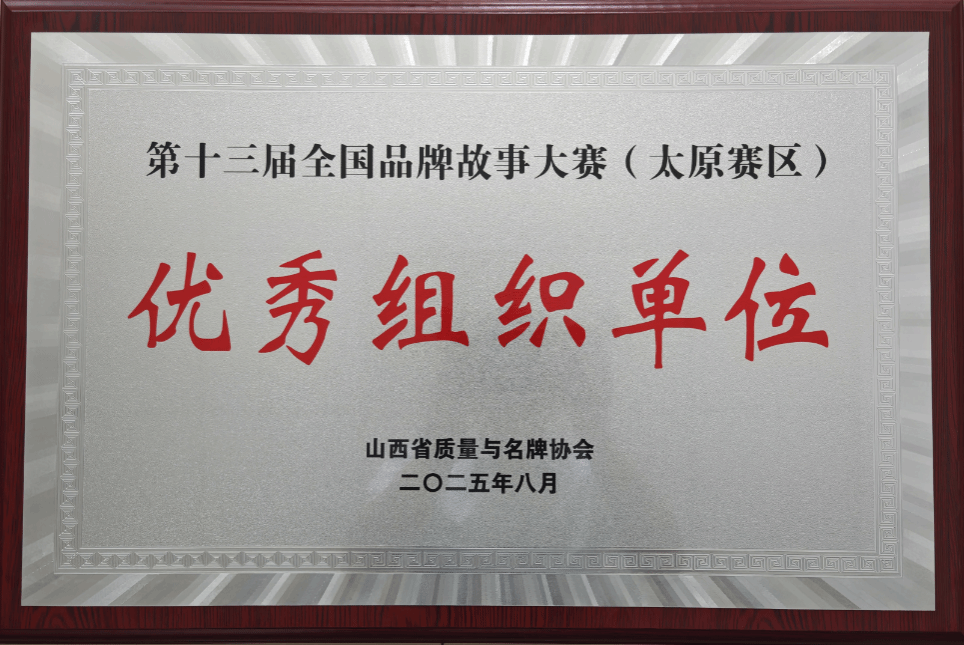 第十三届全国品牌故事大赛（太原赛区）
优秀组织单位
山西省质量与名牌协会
二〇二五年八月